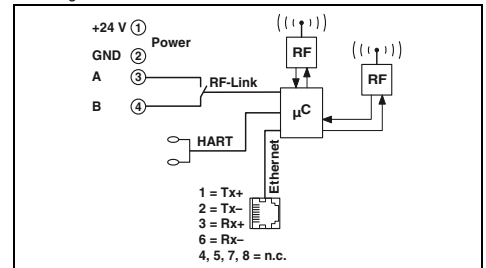 +24 V 1
Power
GND 2
A 3
RF-Link
B 4
RF
RF
µC
HART
Ethernet
1 = Tx+
2 = Tx–
3 = Rx+
6 = Rx–
4, 5, 7, 8 = n.c.